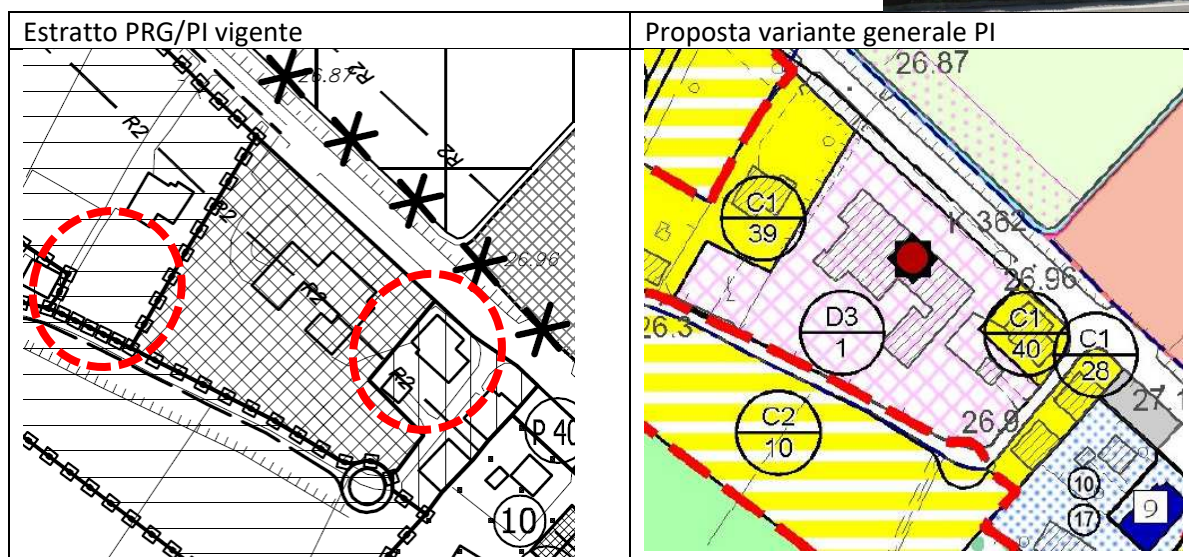 Estratto PRG/PI vigente
Proposta variante generale PI
26.87
R2
R2
R2
R2
26.96
R2
R2
P 40
10
26.87
C1
39
K 362
26.96
26.3
D3
1
C1
40
C1
28
27.1
26.9
C2
10
10
17
9